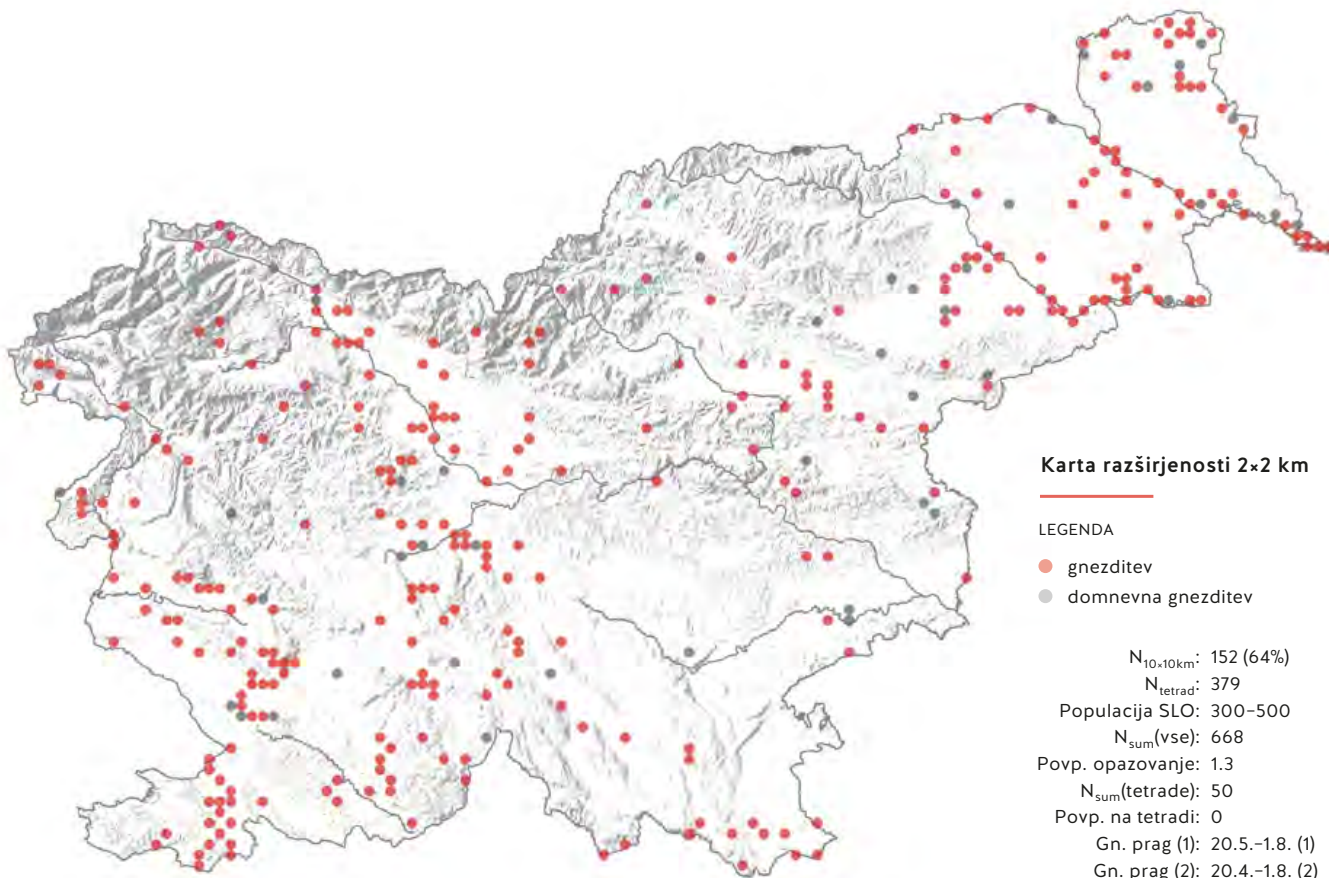 Karta razširjenosti 2×2 km
LEGENDA
gnezditev
domnevna gnezditev
N10×10km: 152 (64%)
Ntetrad: 379
Populacija SLO: 300–500
Nsum(vse): 668
Povp. opazovanje: 1.3
Nsum(tetrade): 50
Povp. na tetradi: 0
Gn. prag (1): 20.5.–1.8. (1)
Gn. prag (2): 20.4.–1.8. (2)